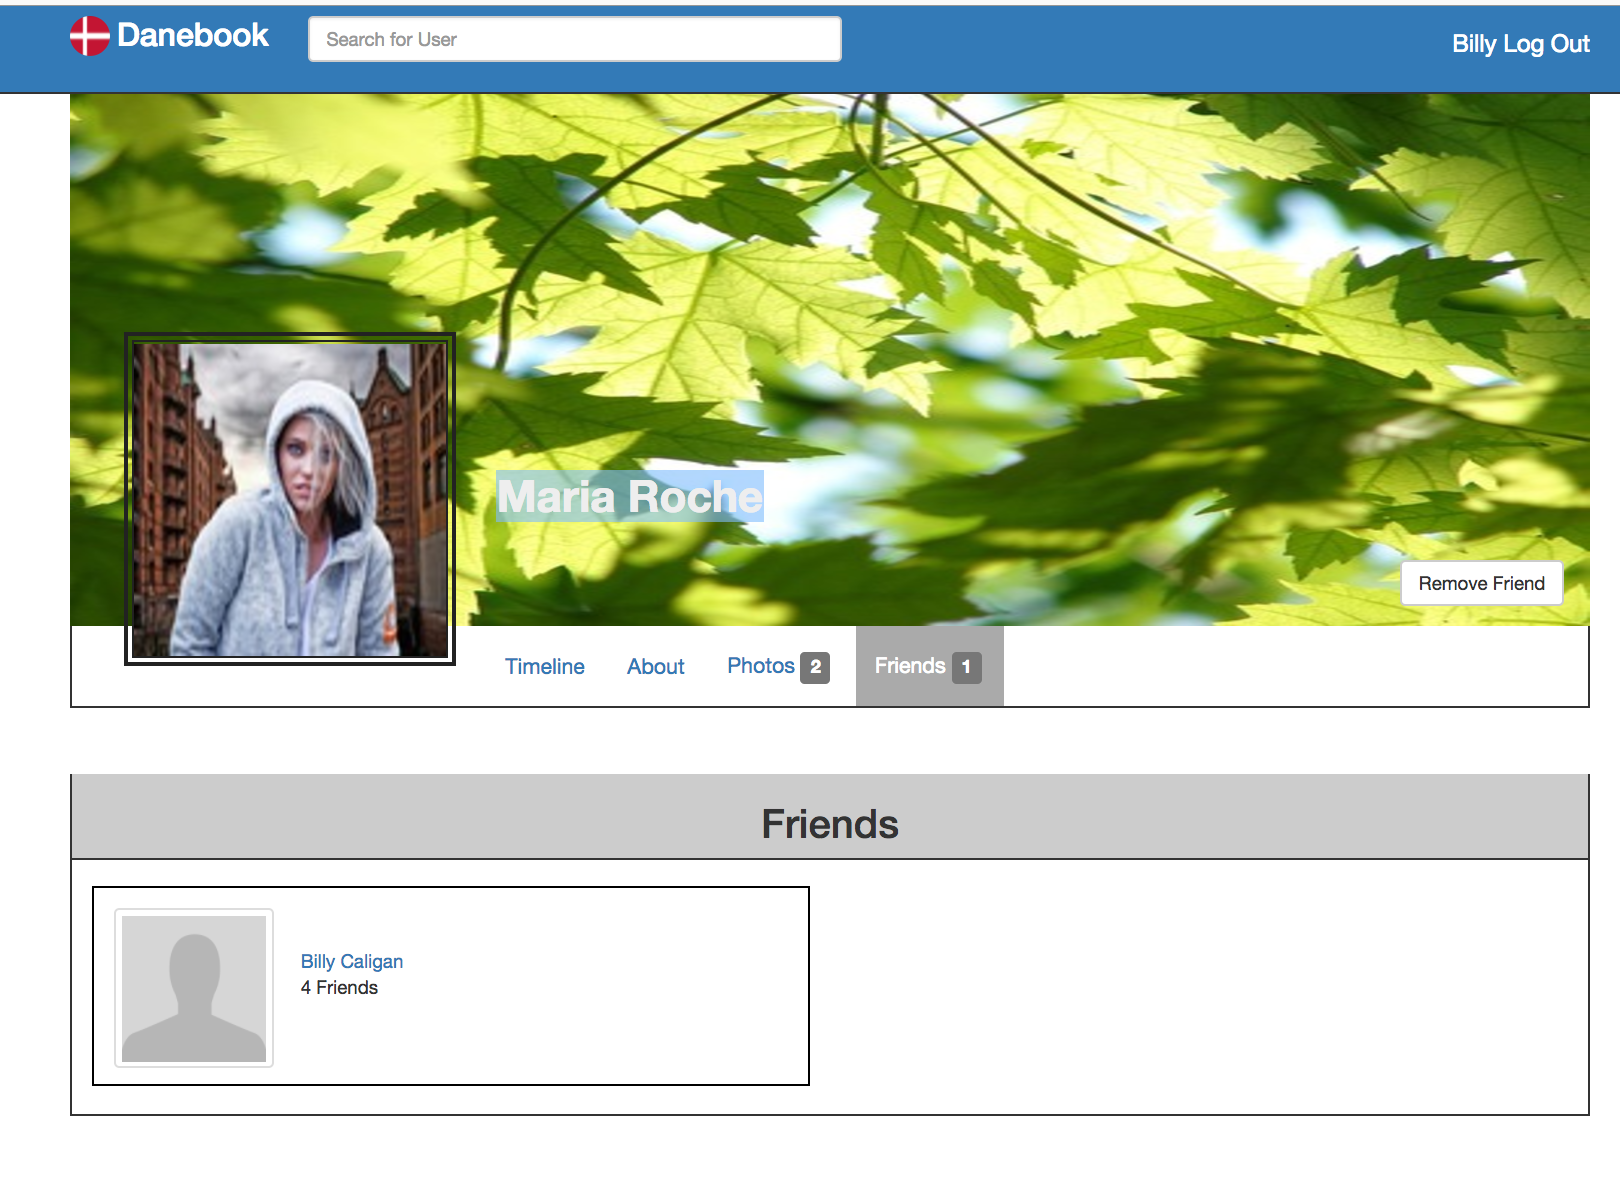 Danebook
Search for User
Billy Log Out
Maria Roche
Remove Friend
Timeline About Photos 2 Friends 1
Friends
Billy Caligan
4 Friends